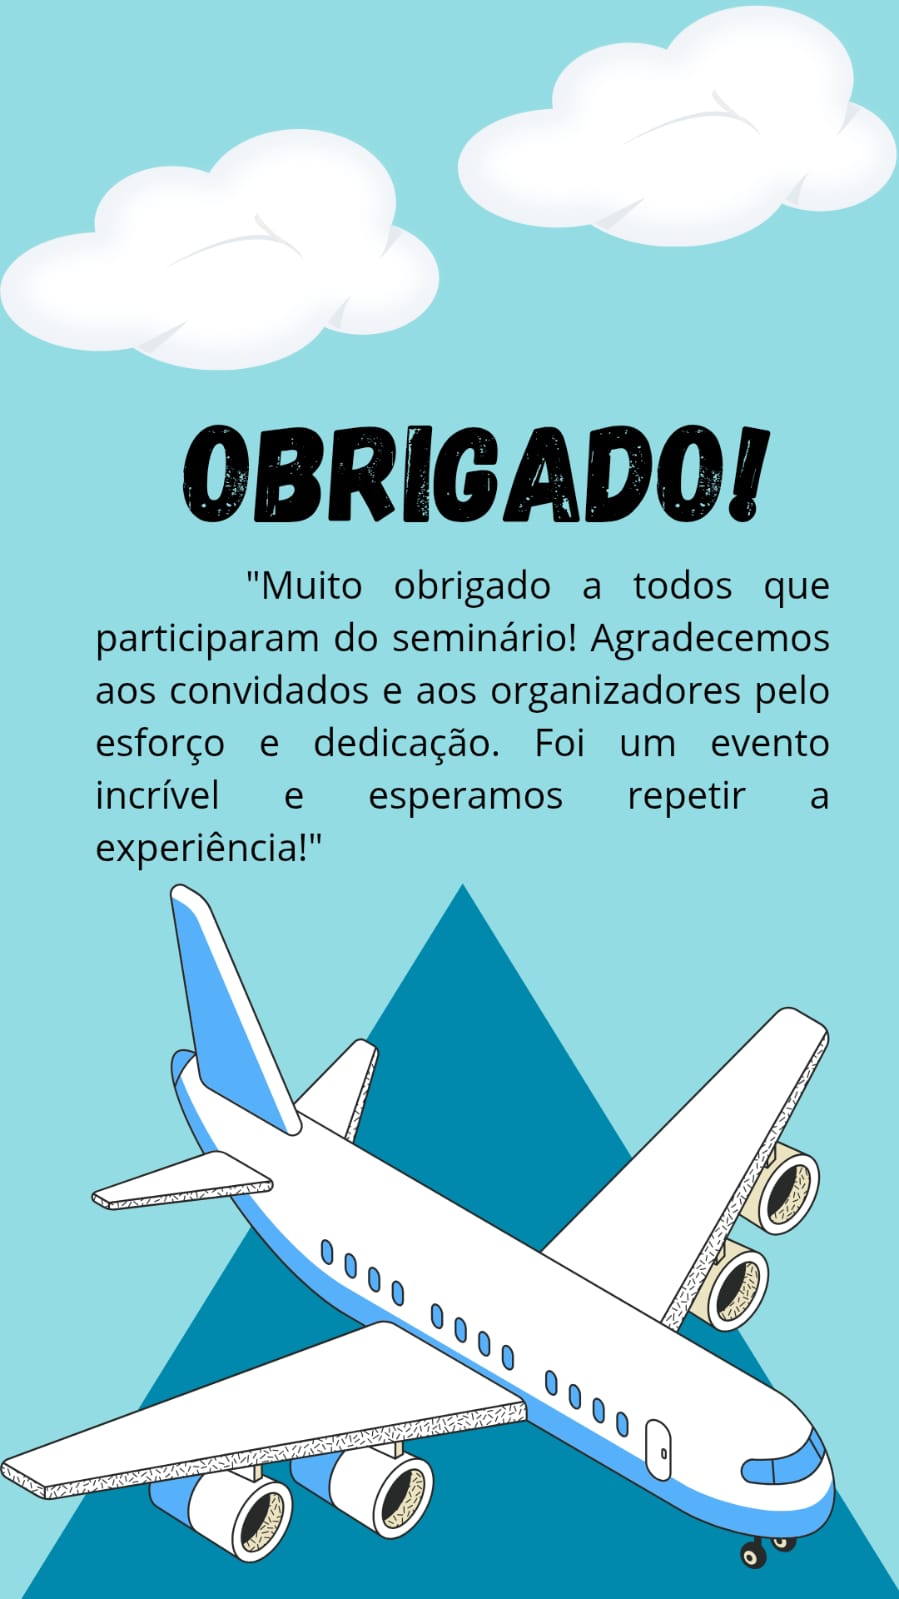 OBRIGADO!
"Muito obrigado a todos que
participaram do seminário! Agradecemos
aos convidados e aos organizadores pelo
esforço e dedicação. Foi um evento
incrível e esperamos repetir a
experiência!"